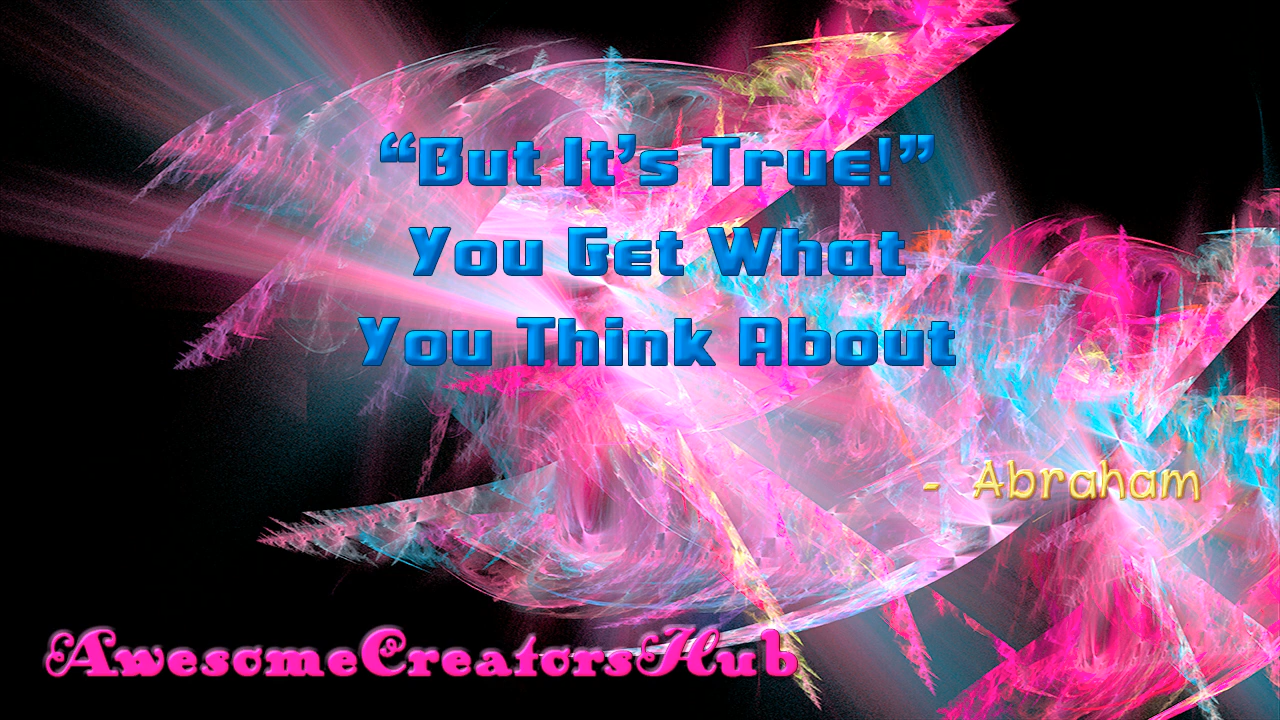 “But It’s True!”
You Get What
You Think About
- Abraham
AwesomeCreatorsHub